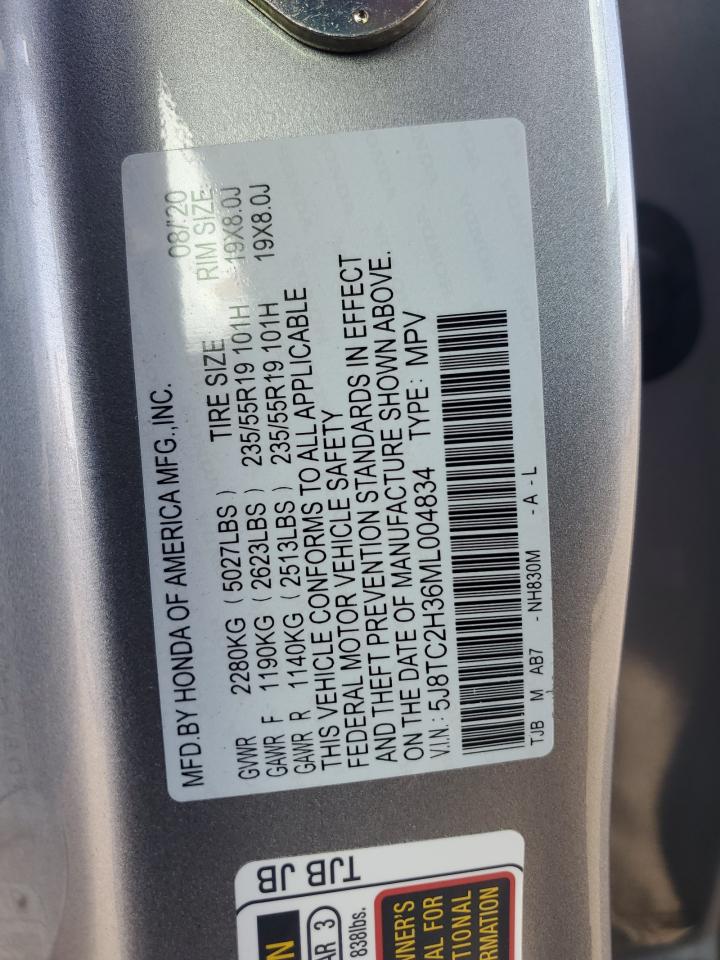 MFD.BY HONDA OF AMERICA MFG.,INC. 08/'20
GVWR 2280KG (5027LBS) TIRE SIZE RIM SIZE
GAWR F 1190KG (2623LBS) 235/55R19 101H 19X8.0J
GAWR R 1140KG (2513LBS) 235/55R19 101H 19X8.0J
THIS VEHICLE CONFORMS TO ALL APPLICABLE
FEDERAL MOTOR VEHICLE SAFETY
AND THEFT PREVENTION STANDARDS IN EFFECT
ON THE DATE OF MANUFACTURE SHOWN ABOVE.
V.I.N.: 5J8TC2H36ML004834 TYPE: MPV
TJB M AB7 - NH830M - A - L
TJB JB
3
838lbs.
FOR